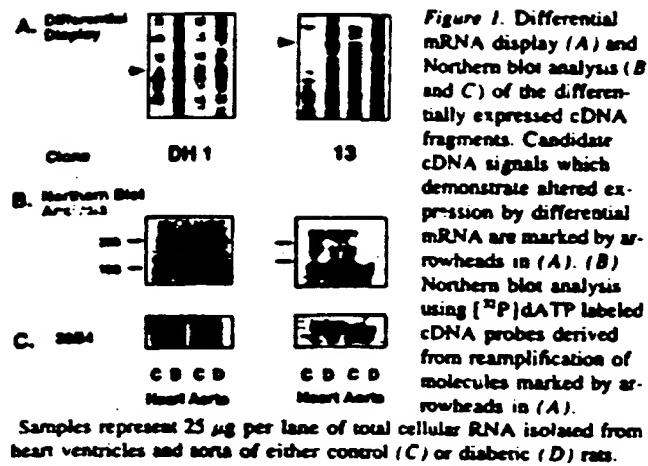 A. Differential
Display
Clone
DH 1
13
B. Northern Blot
C. 36B4
C D C D
Heart Aorta
C D C D
Heart Aorta
Figure 1. Differential
mRNA display (A) and
Northern blot analysis (B
and C) of the differen-
tially expressed cDNA
fragments. Candidate
cDNA signals which
demonstrate altered ex-
pression by differential
mRNA are marked by ar-
rowheads in (A). (B)
Northern blot analysis
using [³²P]dATP labeled
cDNA probes derived
from reamplification of
molecules marked by ar-
rowheads in (A).
Samples represent 25 μg per lane of total cellular RNA isolated from
heart ventricles and aorta of either control (C) or diabetic (D) rats.